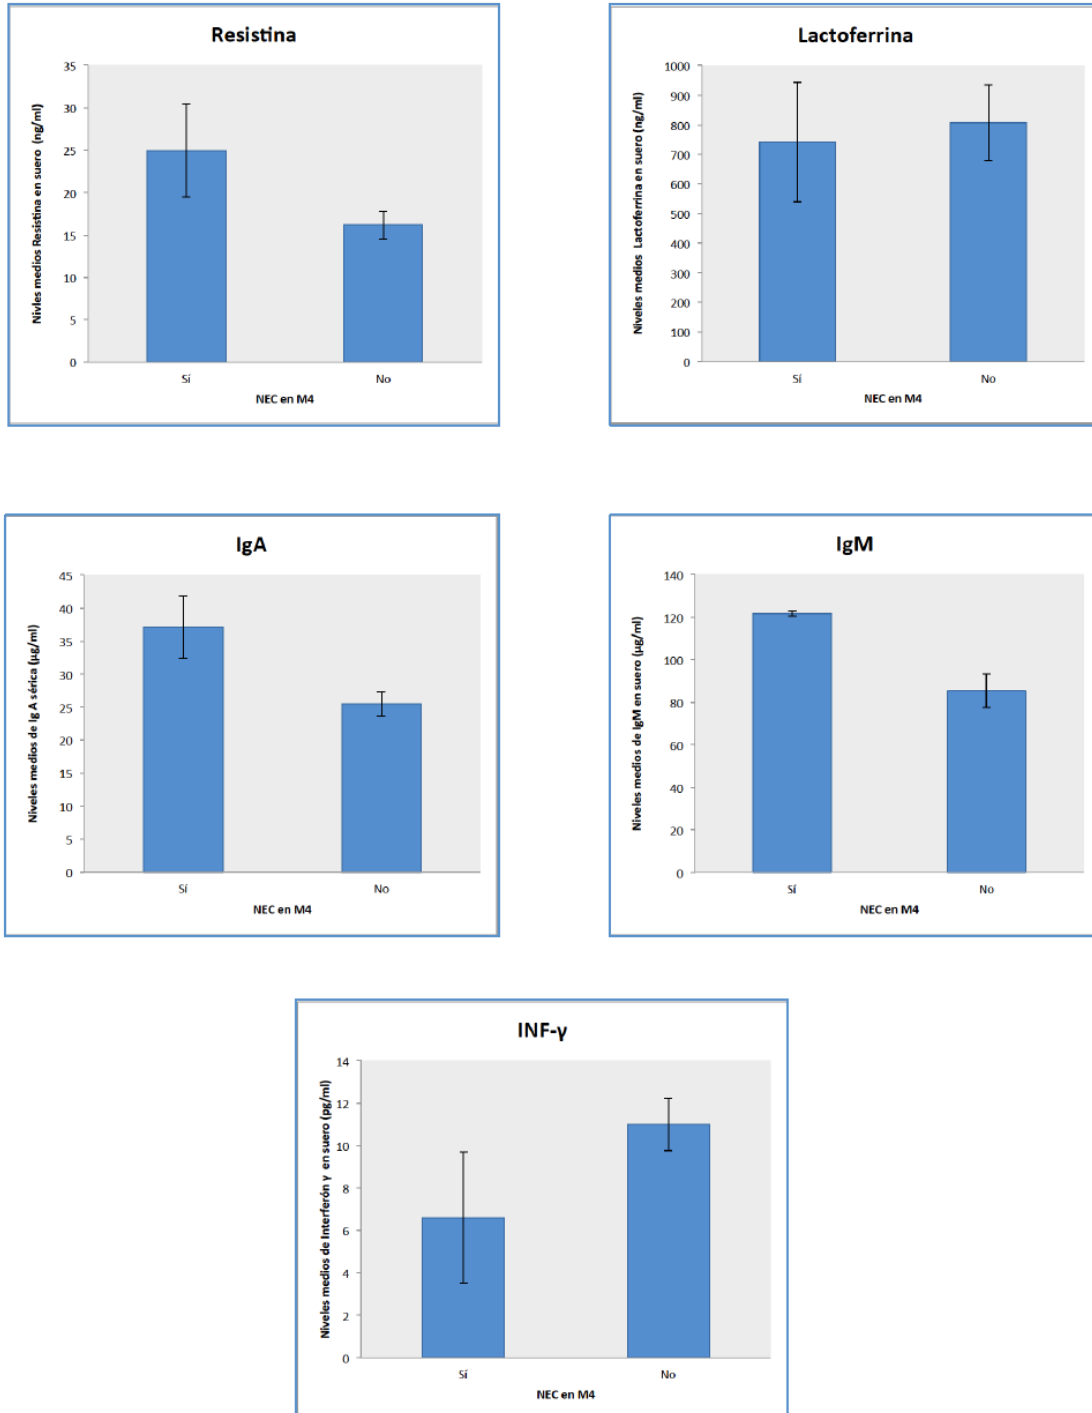 Resistina
Nivles medios Resistina en suero (ng/ml)
35
30
25
20
15
10
5
0
Sí
No
NEC en M4
Lactoferrina
Niveles medios Lactoferrina en suero (ng/ml)
1000
900
800
700
600
500
400
300
200
100
0
Sí
No
NEC en M4
IgA
Niveles medios de Ig A sérica (µg/ml)
45
40
35
30
25
20
15
10
5
0
Sí
No
NEC en M4
IgM
Niveles medios de IgM en suero (µg/ml)
140
120
100
80
60
40
20
0
Sí
No
NEC en M4
INF-γ
Niveles medios de Interferón γ en suero (pg/ml)
14
12
10
8
6
4
2
0
Sí
No
NEC en M4